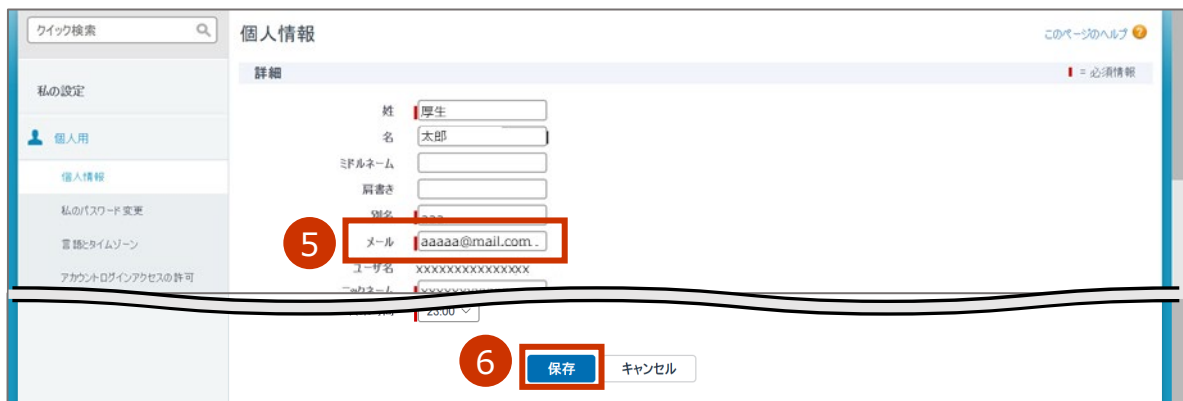 クイック検索
個人情報
このページのヘルプ
詳細
= 必須情報
私の設定
姓 厚生
個人用
名 太郎
ミドルネーム
個人情報
肩書き
私のパスワード変更
別名 aaa
5
メール aaaaa@mail.com.
言語とタイムゾーン
ユーザ名 xxxxxxxxxxxxxxx
アカウントログインアクセスの許可
ニックネーム
23:00
6
保存
キャンセル